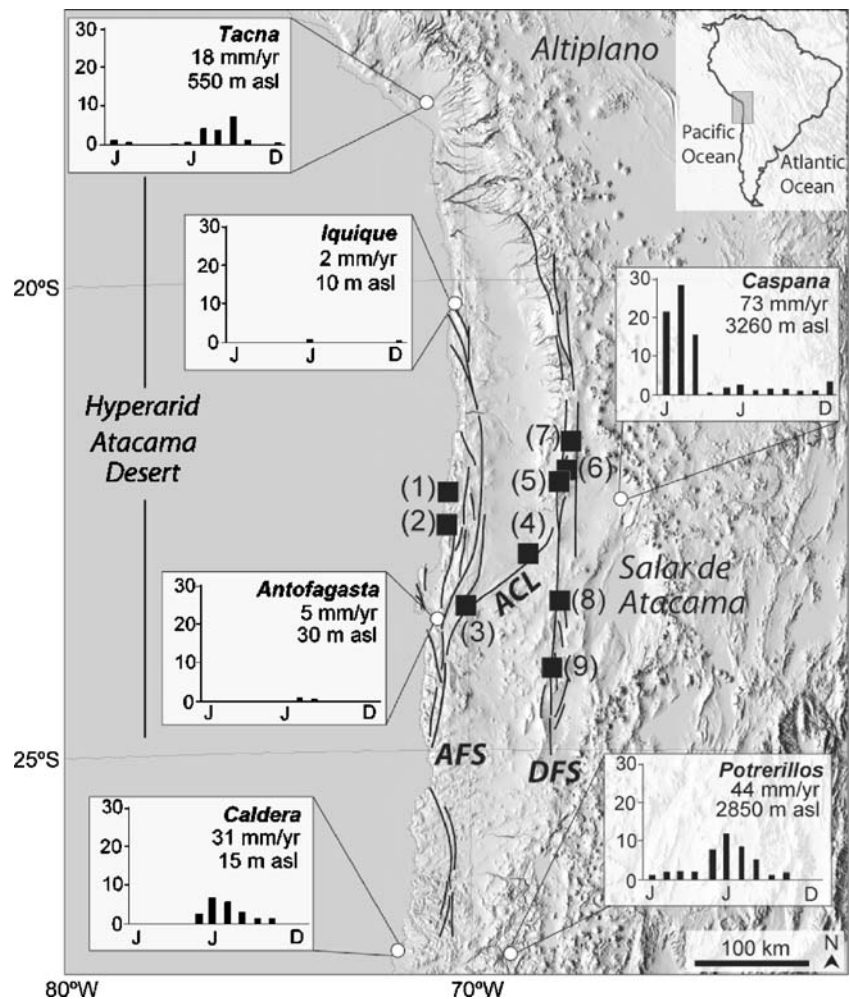 30
20
10
0
Tacna
18 mm/yr
550 m asl
J
J
D
Altiplano
Pacific
Ocean
Atlantic
Ocean
30
20
10
0
Iquique
2 mm/yr
10 m asl
J
J
D
20ºS
30
20
10
0
Caspana
73 mm/yr
3260 m asl
J
J
D
Hyperarid
Atacama
Desert
(7)
(6)
(5)
(1)
(2)
(4)
ACL
Salar de
Atacama
(3)
(8)
(9)
30
20
10
0
Antofagasta
5 mm/yr
30 m asl
J
J
D
25ºS
AFS
DFS
30
20
10
0
Potrerillos
44 mm/yr
2850 m asl
J
J
D
30
20
10
0
Caldera
31 mm/yr
15 m asl
J
J
D
100 km
N
80ºW
70ºW